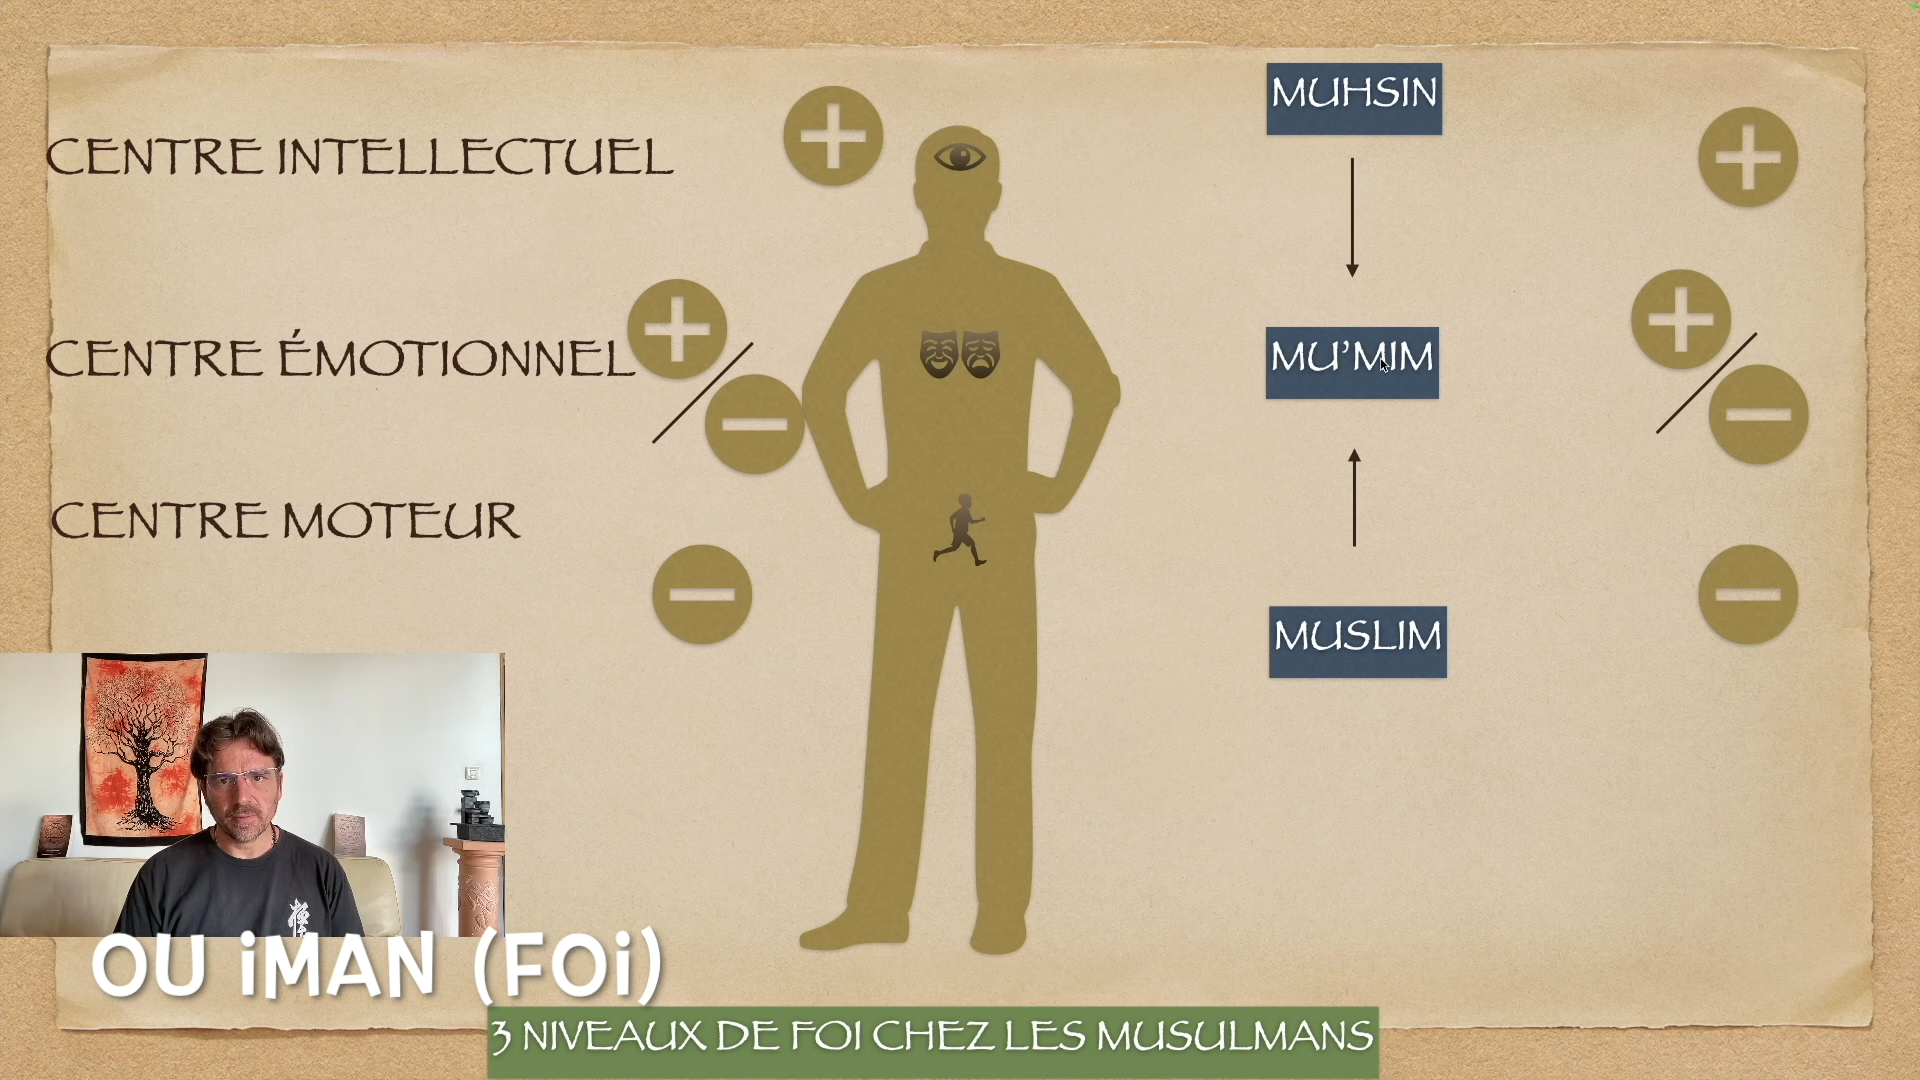 MUHSIN
CENTRE INTELLECTUEL
CENTRE ÉMOTIONNEL
MU'MIM
CENTRE MOTEUR
MUSLIM
OU iMAN (FOi)
3 NIVEAUX DE FOI CHEZ LES MUSULMANS